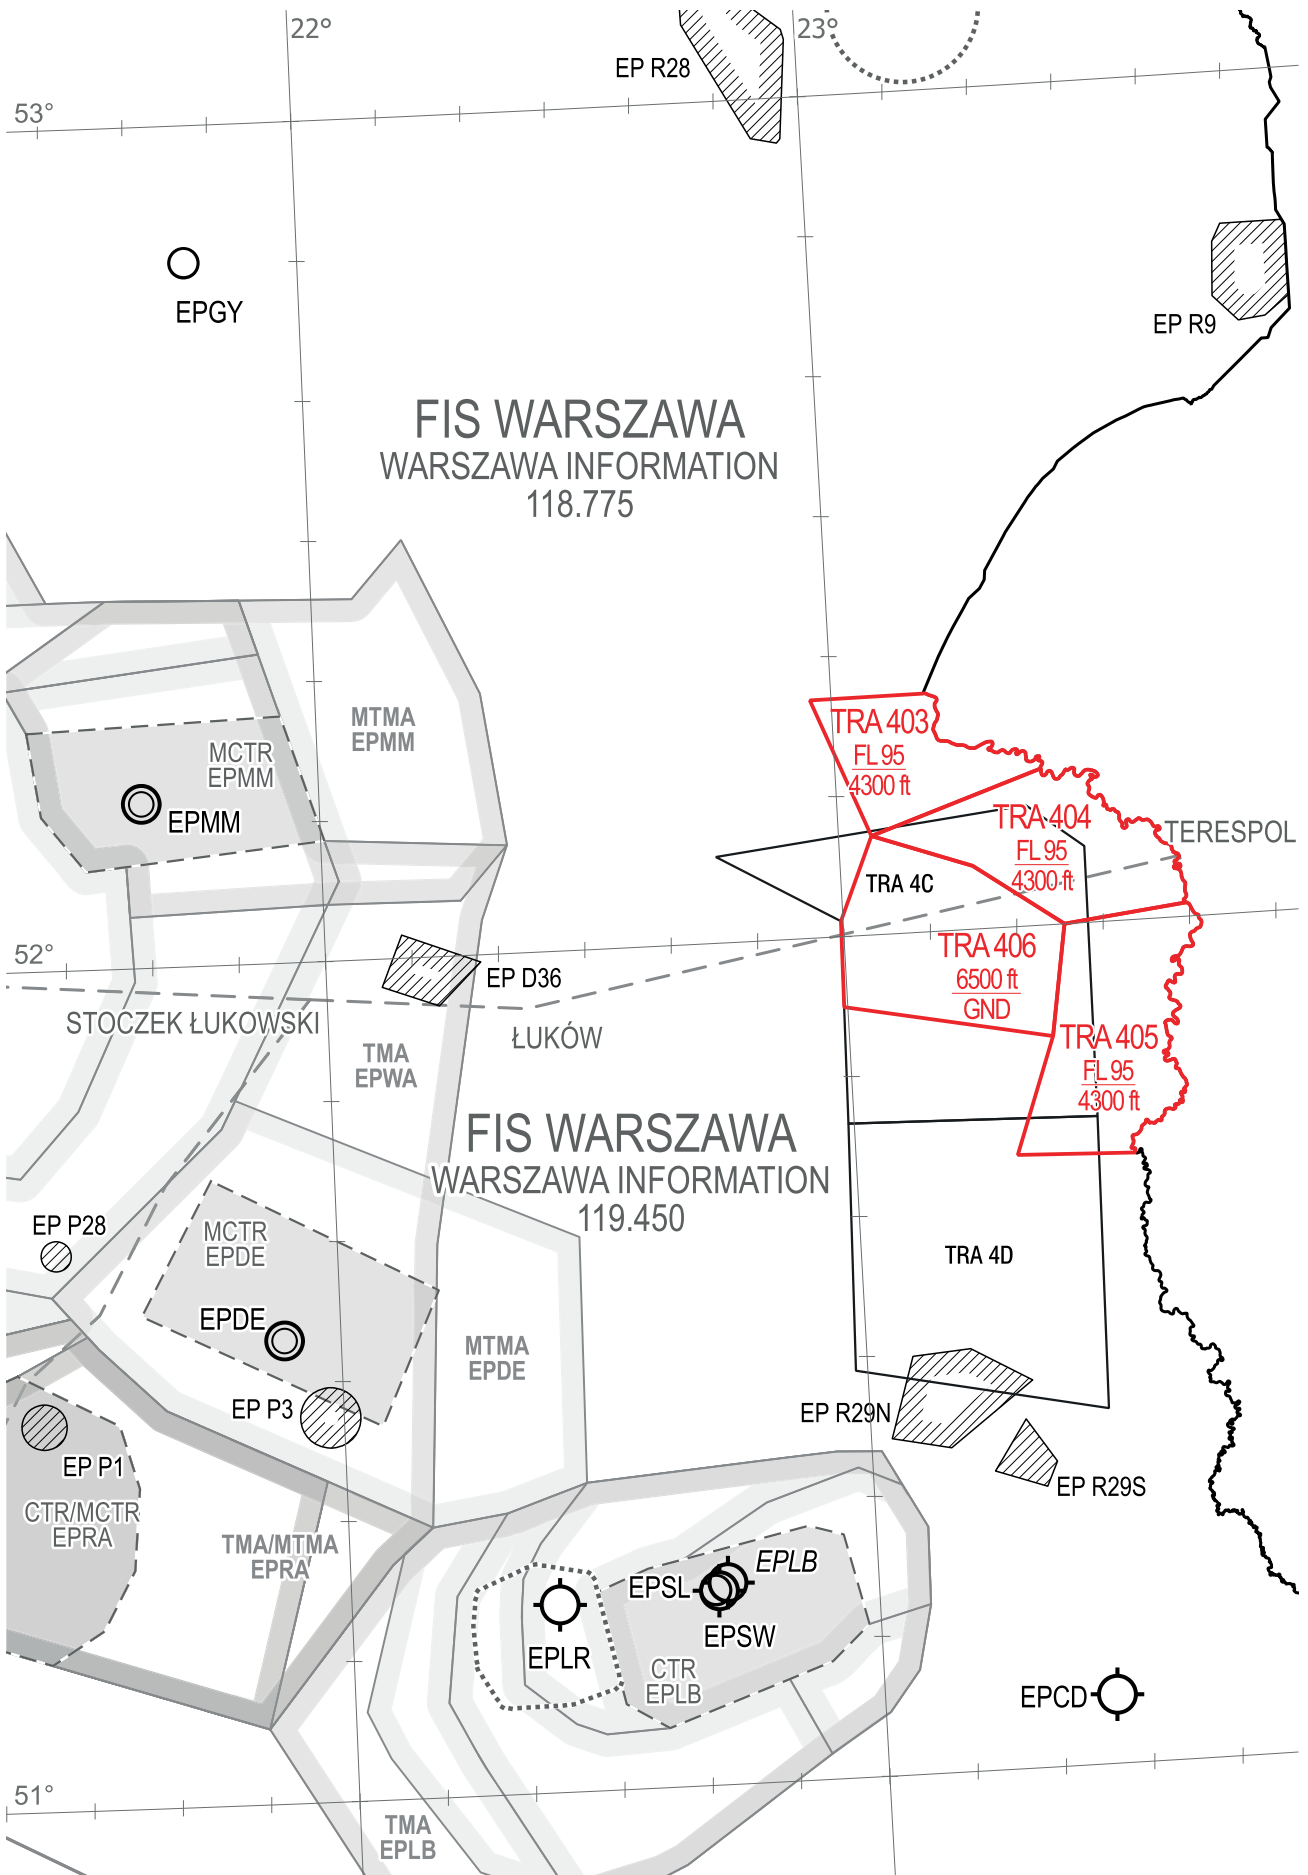 22°
23°
EP R28
53°
EPGY
EP R9
FIS WARSZAWA
WARSZAWA INFORMATION
118.775
MTMA
EPMM
MCTR
EPMM
EPMM
TRA 403
FL 95
4300 ft
TRA 404
FL 95
4300 ft
TERESPOL
TRA 4C
52°
EP D36
TRA 406
6500 ft
GND
STOCZEK ŁUKOWSKI
ŁUKÓW
TMA
EPWA
TRA 405
FL 95
4300 ft
FIS WARSZAWA
WARSZAWA INFORMATION
119.450
EP P28
MCTR
EPDE
TRA 4D
EPDE
MTMA
EPDE
EP P3
EP R29N
EP P1
EP R29S
CTR/MCTR
EPRA
TMA/MTMA
EPRA
EPLB
EPSL
EPSW
EPLR
CTR
EPLB
EPCD
51°
TMA
EPLB